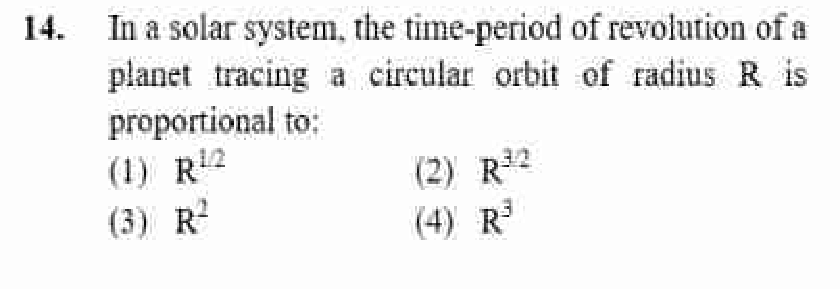 14. In a solar system, the time-period of revolution of a
planet tracing a circular orbit of radius R is
proportional to:
(1) R^{1/2} (2) R^{3/2}
(3) R^2 (4) R^3